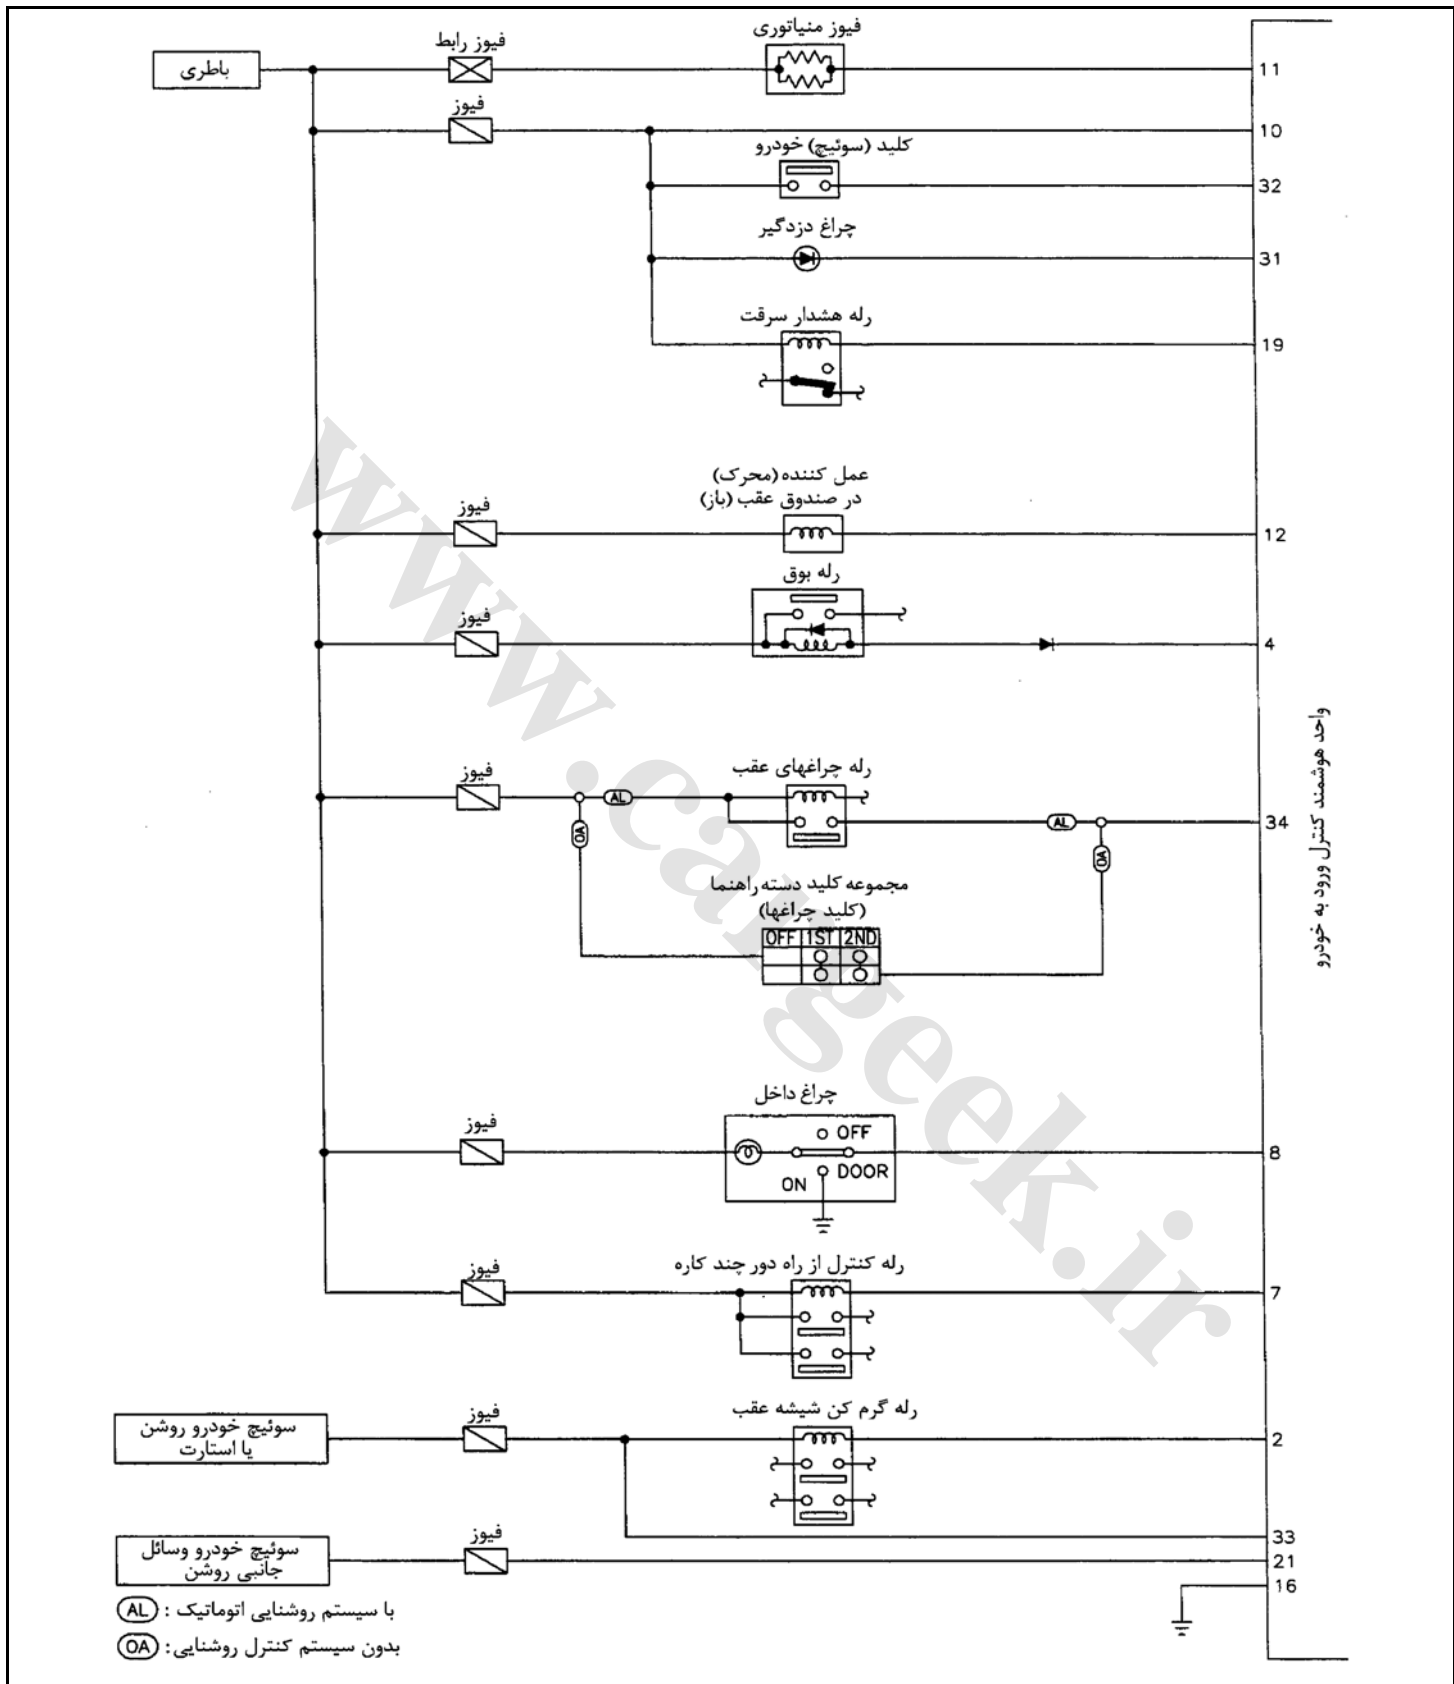 فیوز منیاتوری
فیوز رابط
باطری
11
فیوز
10
کلید (سوئیچ) خودرو
32
چراغ دزدگیر
31
رله هشدار سرقت
19
عمل کننده (محرک)
در صندوق عقب (باز)
فیوز
12
رله بوق
فیوز
4
واحد هوشمند کنترل ورود به خودرو
رله چراغهای عقب
فیوز
AL
AL
34
OA
OA
مجموعه کلید دسته راهنما
(کلید چراغها)
OFF 1ST 2ND
چراغ داخل
فیوز
OFF
8
DOOR
ON
رله کنترل از راه دور چند کاره
فیوز
7
رله گرم کن شیشه عقب
فیوز
سوئیچ خودرو روشن
یا استارت
2
33
فیوز
سوئیچ خودرو وسائل
جانبی روشن
21
16
با سیستم روشنایی اتوماتیک : AL
بدون سیستم کنترل روشنایی: OA
www.cargeek.ir